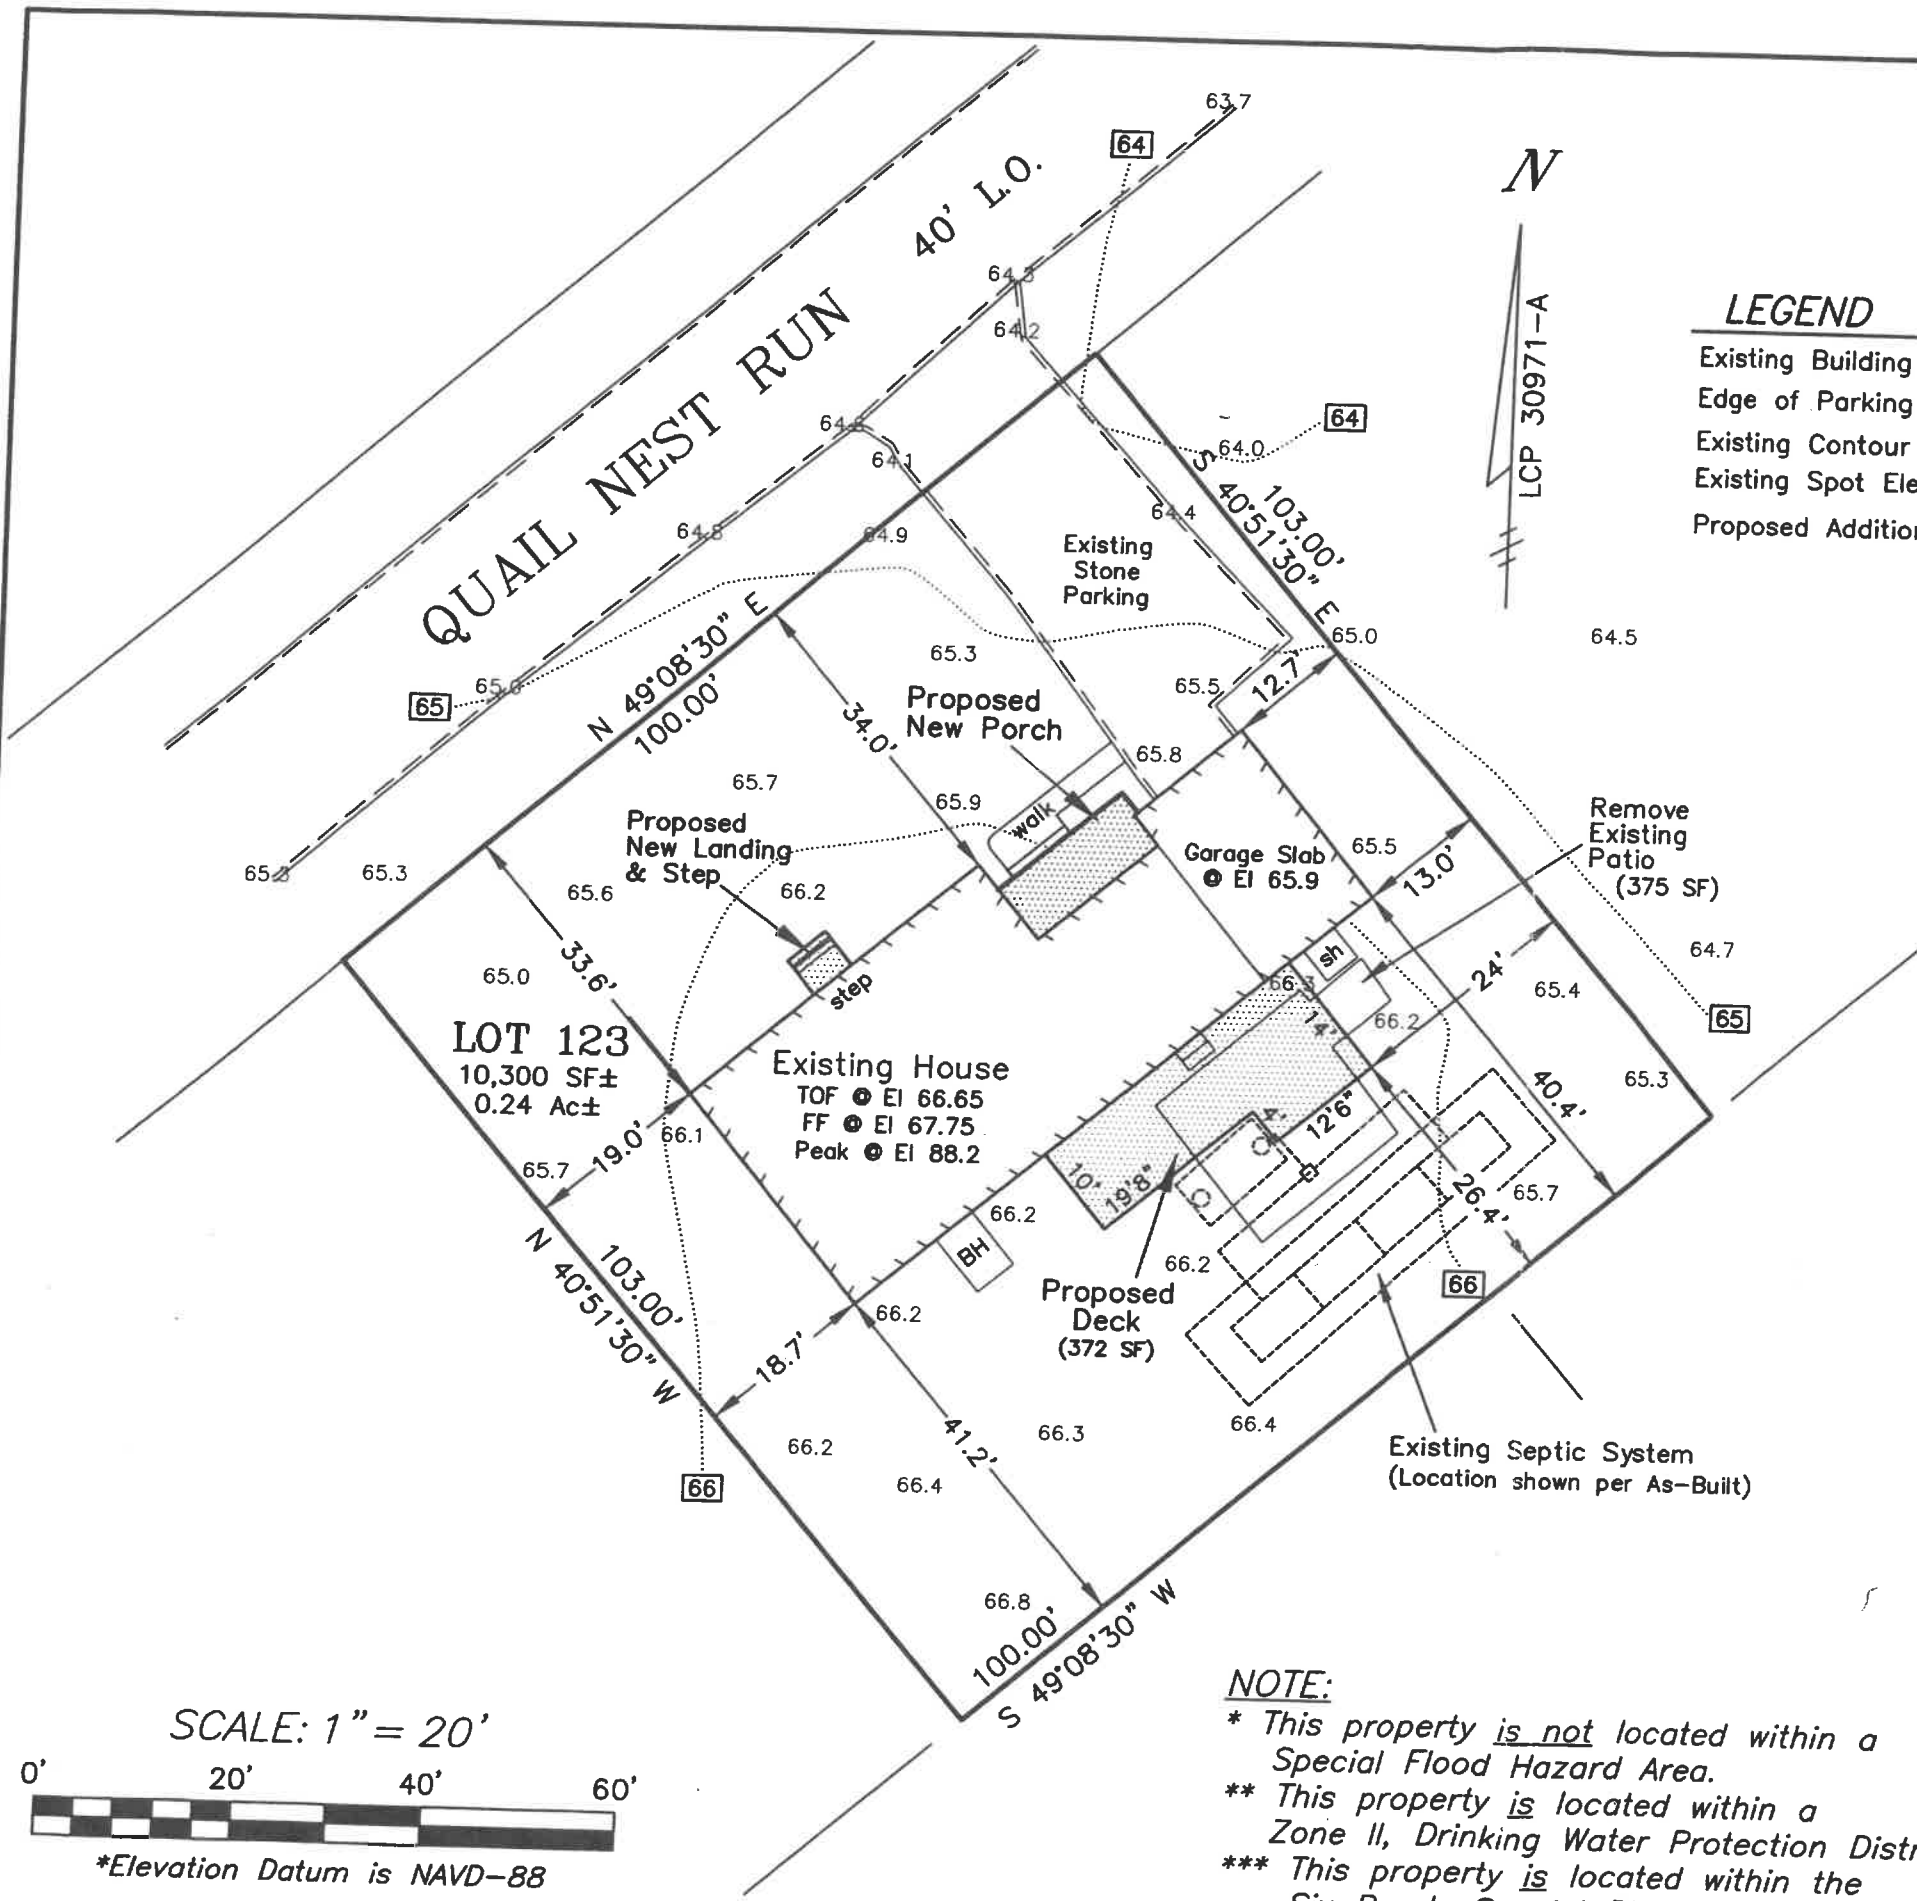 63.7
64
N
QUAIL NEST RUN 40' L.O.
64.3
64.2
LCP 30971-A
LEGEND
Existing Building
Edge of Parking
Existing Contour
Existing Spot Ele
Proposed Addition
64
64.0
64.1
S 40°51'30" E
103.00'
64.4
64.8
64.9
Existing
Stone
Parking
N 49°08'30" E
100.00'
65.0
64.5
65.3
65
65.5
12.7'
34.0'
Proposed
New Porch
65.8
65.7
65.9
walk
Proposed
New Landing
& Step
Remove
Existing
Patio
(375 SF)
65.5
13.0'
Garage Slab
@ El 65.9
65.3
65.6
66.2
33.6'
65.0
step
sh
66.3
24'
65.4
64.7
65
14'
66.2
LOT 123
10,300 SF±
0.24 Ac±
Existing House
TOF @ El 66.65
FF @ El 67.75
Peak @ El 88.2
65.3
40.4'
12'6"
4'
66.1
19.0'
65.7
10'
19'8"
26.4'
65.7
66.2
BH
66.2
66
Proposed
Deck
(372 SF)
N 40°51'30" W
103.00'
66.2
18.7'
66.2
41.2'
66.3
66.4
66.4
66
Existing Septic System
(Location shown per As-Built)
66.8
100.00'
S 49°08'30" W
SCALE: 1" = 20'
0' 20' 40' 60'
*Elevation Datum is NAVD-88
NOTE:
* This property is not located within a
Special Flood Hazard Area.
** This property is located within a
Zone II, Drinking Water Protection Distr
*** This property is located within the